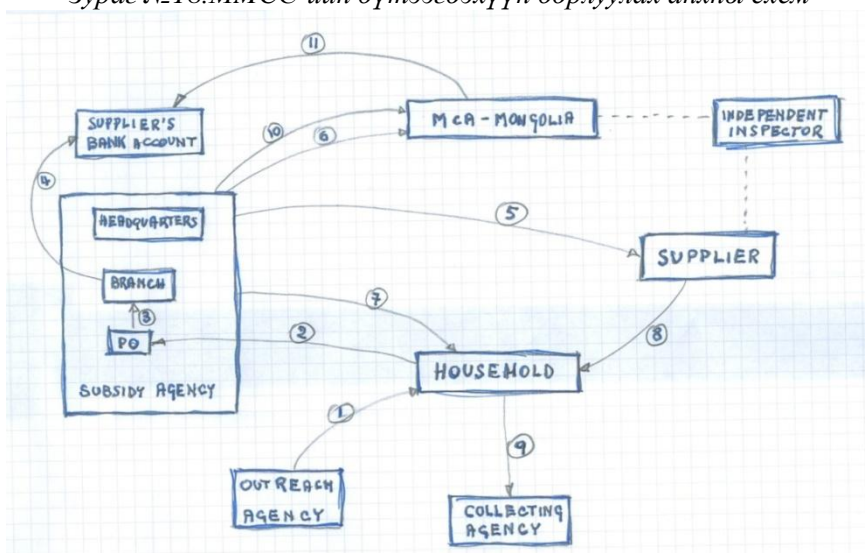 11
SUPPLIER'S
BANK ACCOUNT
10
6
MCA - MONGOLIA
INDEPENDENT
INSPECTOR
4
HEADQUARTERS
5
SUPPLIER
BRANCH
3
7
PO
2
8
HOUSEHOLD
SUBSIDY AGENCY
1
9
OUTREACH
AGENCY
COLLECTING
AGENCY